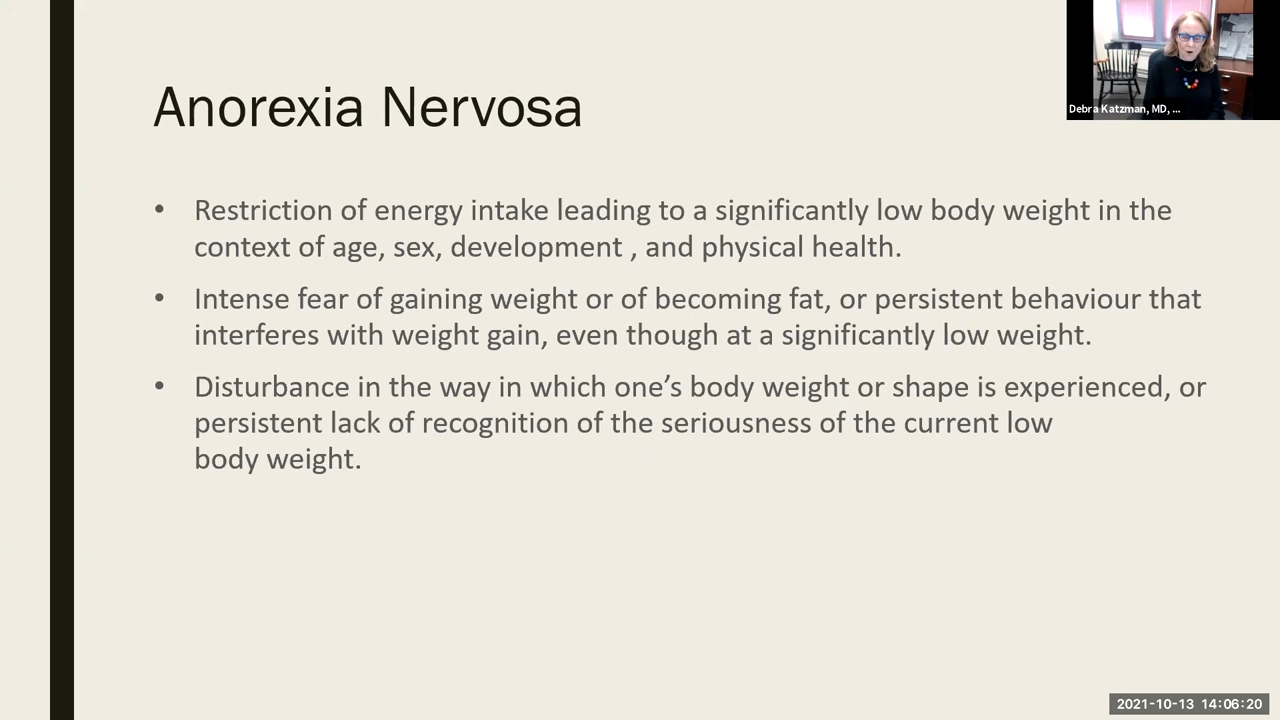 Debra Katzman, MD, ...
Anorexia Nervosa
• Restriction of energy intake leading to a significantly low body weight in the
context of age, sex, development , and physical health.
• Intense fear of gaining weight or of becoming fat, or persistent behaviour that
interferes with weight gain, even though at a significantly low weight.
• Disturbance in the way in which one’s body weight or shape is experienced, or
persistent lack of recognition of the seriousness of the current low
body weight.
2021-10-13 14:06:20